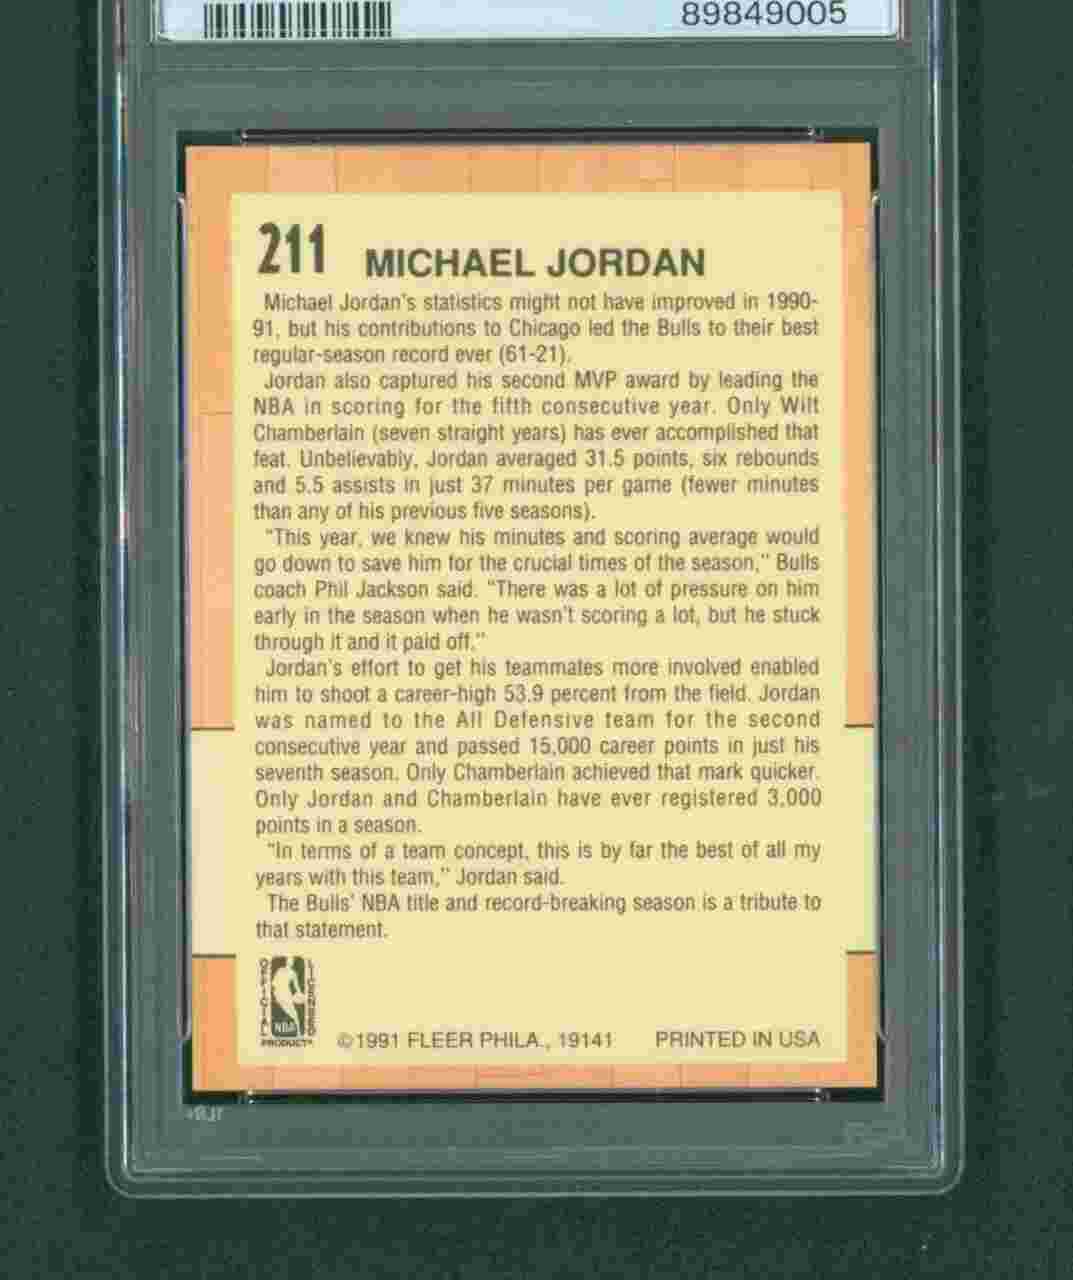 89849005
211 MICHAEL JORDAN
Michael Jordan's statistics might not have improved in 1990-
91, but his contributions to Chicago led the Bulls to their best
regular-season record ever (61-21).
Jordan also captured his second MVP award by leading the
NBA in scoring for the fifth consecutive year. Only Wilt
Chamberlain (seven straight years) has ever accomplished that
feat. Unbelievably, Jordan averaged 31.5 points, six rebounds
and 5.5 assists in just 37 minutes per game (fewer minutes
than any of his previous five seasons).
"This year, we knew his minutes and scoring average would
go down to save him for the crucial times of the season," Bulls
coach Phil Jackson said. "There was a lot of pressure on him
early in the season when he wasn't scoring a lot, but he stuck
through it and it paid off."
Jordan's effort to get his teammates more involved enabled
him to shoot a career-high 53.9 percent from the field. Jordan
was named to the All Defensive team for the second
consecutive year and passed 15,000 career points in just his
seventh season. Only Chamberlain achieved that mark quicker.
Only Jordan and Chamberlain have ever registered 3,000
points in a season.
"In terms of a team concept, this is by far the best of all my
years with this team," Jordan said.
The Bulls' NBA title and record-breaking season is a tribute to
that statement.
OFFICIAL LICENSED
NBA
PRODUCT
©1991 FLEER PHILA., 19141 PRINTED IN USA